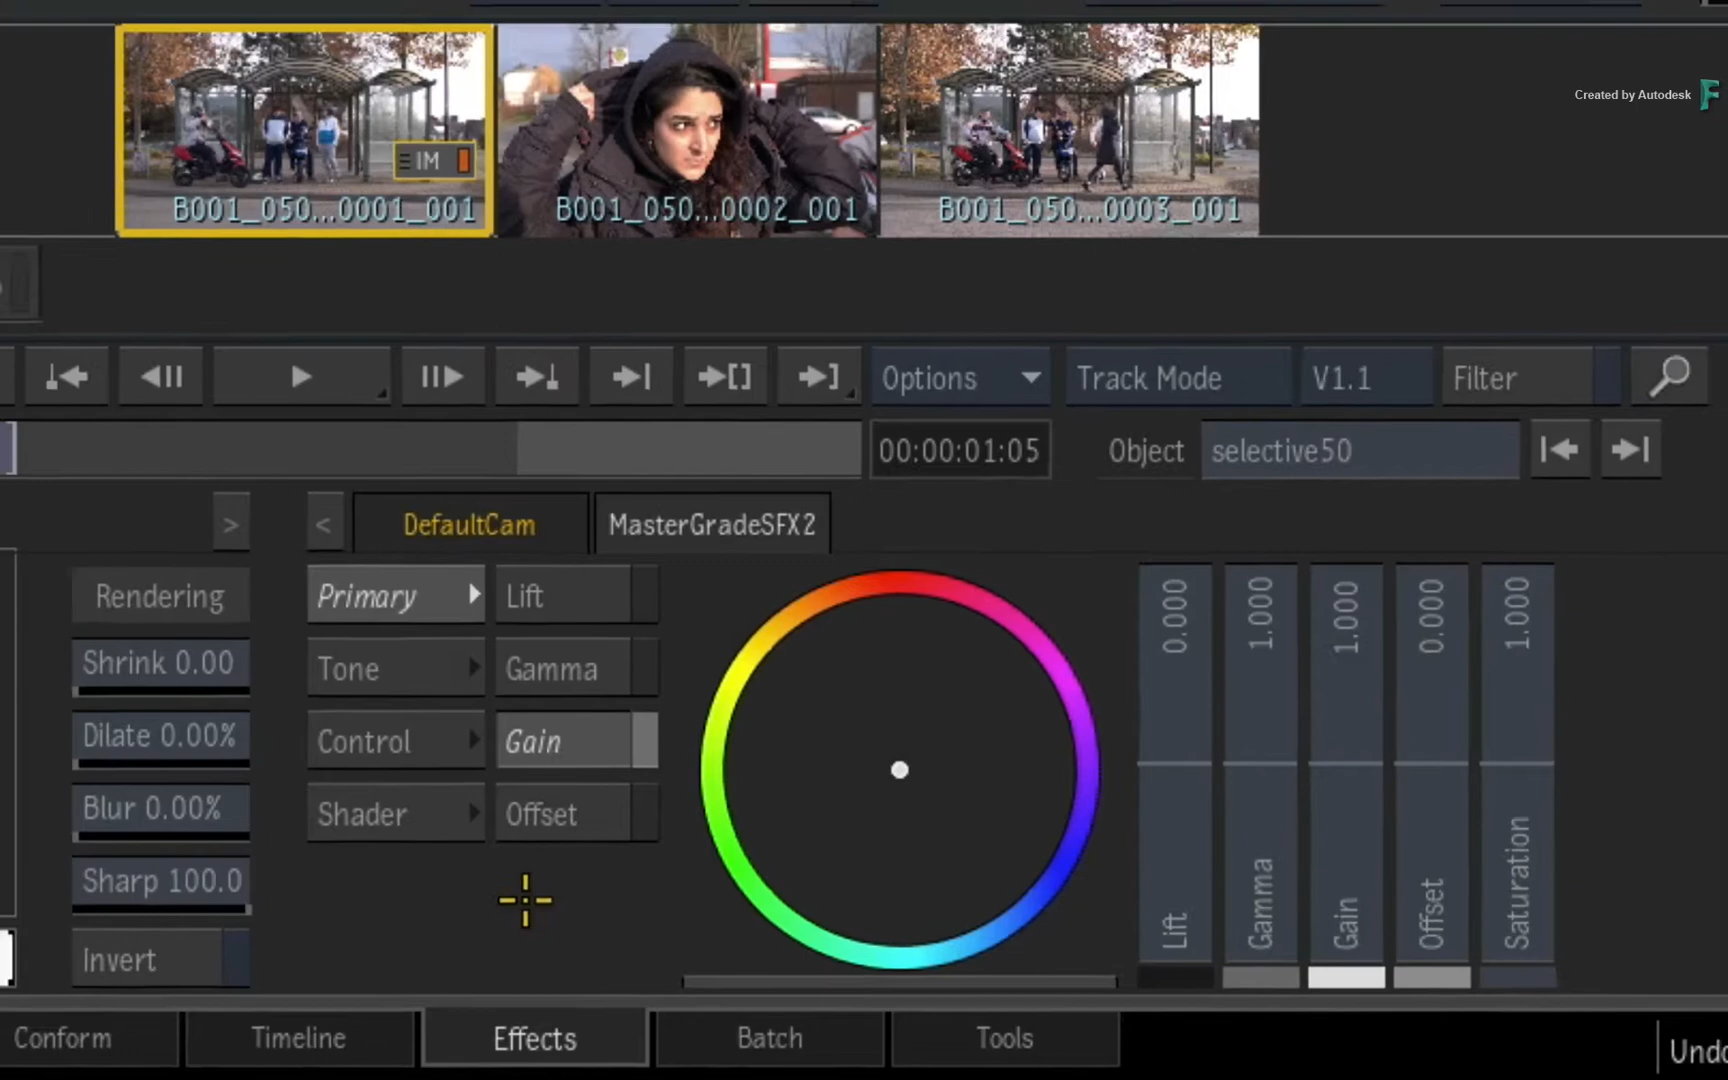 Created by Autodesk
IM
B001_050...0001_001
B001_050...0002_001
B001_050...0003_001
Options
Track Mode
V1.1
Filter
00:00:01:05
Object
selective50
>
<
DefaultCam
MasterGradeSFX2
Rendering
Primary
Lift
Shrink 0.00
Tone
Gamma
Dilate 0.00%
Control
Gain
Blur 0.00%
Shader
Offset
Sharp 100.0
Invert
0.000
1.000
1.000
0.000
1.000
Lift
Gamma
Gain
Offset
Saturation
Conform
Timeline
Effects
Batch
Tools